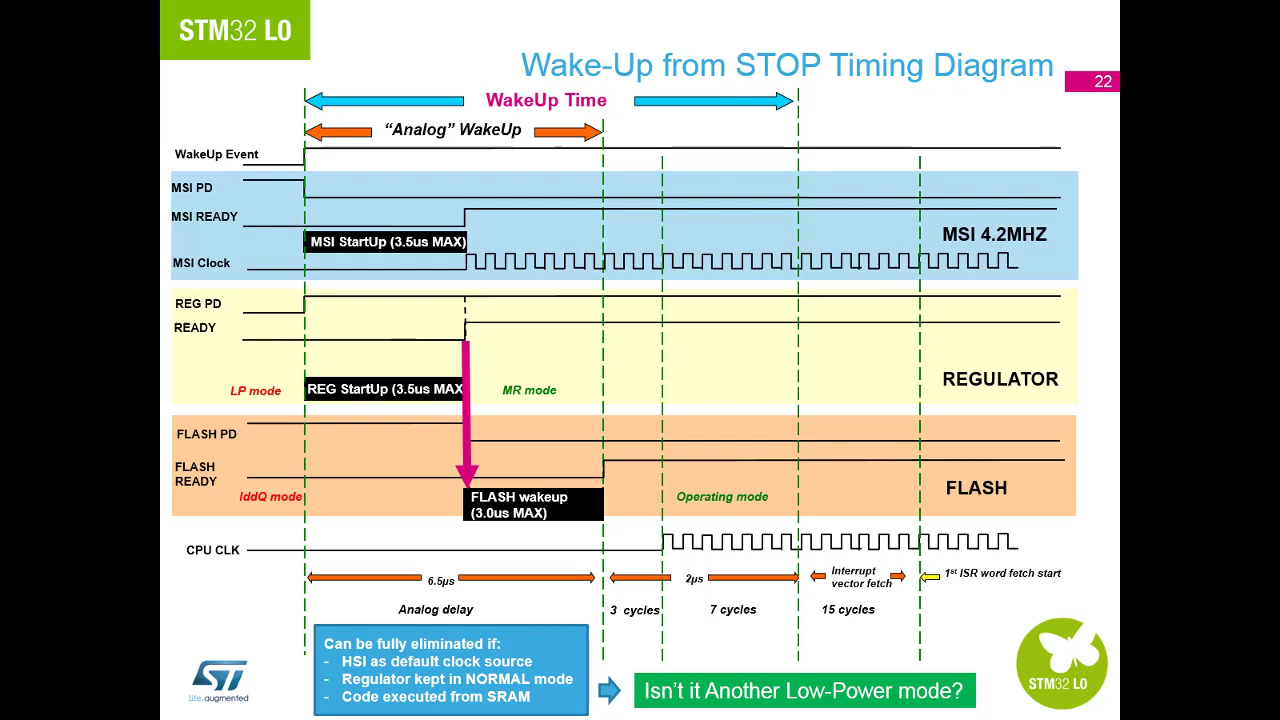 STM32 L0
Wake-Up from STOP Timing Diagram
22
WakeUp Time
“Analog” WakeUp
WakeUp Event
MSI PD
MSI READY
MSI StartUp (3.5us MAX)
MSI 4.2MHZ
MSI Clock
REG PD
READY
LP mode
REG StartUp (3.5us MAX
MR mode
REGULATOR
FLASH PD
FLASH
READY
IddQ mode
FLASH wakeup
(3.0us MAX)
Operating mode
FLASH
CPU CLK
6.5µs
2µs
Interrupt
vector fetch
1st ISR word fetch start
Analog delay
3 cycles
7 cycles
15 cycles
Can be fully eliminated if:
- HSI as default clock source
- Regulator kept in NORMAL mode
- Code executed from SRAM
Isn’t it Another Low-Power mode?
ST
life.augmented
STM32 L0